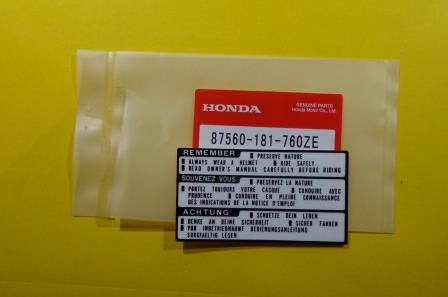 HONDA
GENUINE PARTS
Honda Motor Co., Ltd.
87560-181-760ZE
REMEMBER PRESERVE NATURE
ALWAYS WEAR A HELMET RIDE SAFELY
READ OWNER'S MANUAL CAREFULLY BEFORE RIDING
SOUVENEZ-VOUS PRESERVEZ LA NATURE
PORTEZ TOUJOURS VOTRE CASQUE CONDUIRE AVEC
PRUDENCE CONDUIRE EN PLEINE CONNAISSANCE
DES INDICATIONS DE LA NOTICE D'EMPLOI
ACHTUNG SCHUETZE DEIN LEBEN
DENKE AN DEINE SICHERHEIT SICHER FAHREN
VOR INBETRIEBNAHME BEDIENUNGSANLEITUNG
SORGFAELTIG LESEN